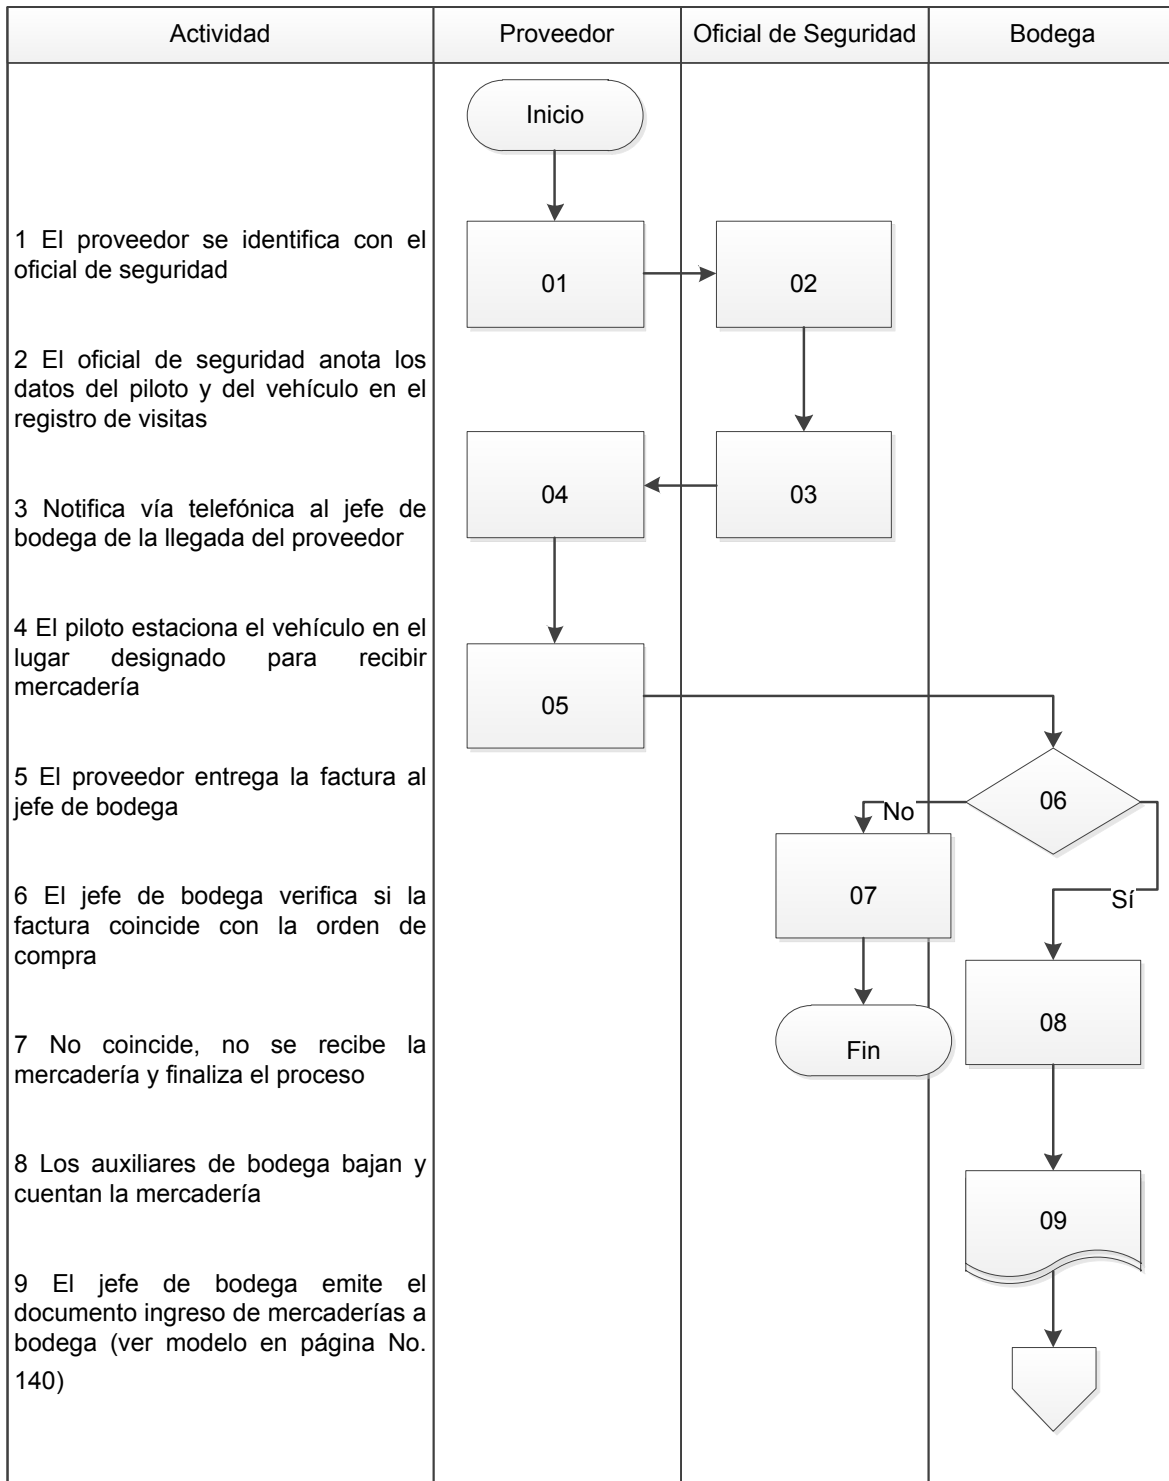 Actividad
Proveedor
Oficial de Seguridad
Bodega
Inicio
1 El proveedor se identifica con el
oficial de seguridad
01
02
2 El oficial de seguridad anota los
datos del piloto y del vehículo en el
registro de visitas
3 Notifica vía telefónica al jefe de
bodega de la llegada del proveedor
04
03
4 El piloto estaciona el vehículo en el
lugar designado para recibir
mercadería
05
5 El proveedor entrega la factura al
jefe de bodega
06
No
Sí
6 El jefe de bodega verifica si la
factura coincide con la orden de
compra
07
7 No coincide, no se recibe la
mercadería y finaliza el proceso
Fin
08
8 Los auxiliares de bodega bajan y
cuentan la mercadería
09
9 El jefe de bodega emite el
documento ingreso de mercaderías a
bodega (ver modelo en página No.
140)